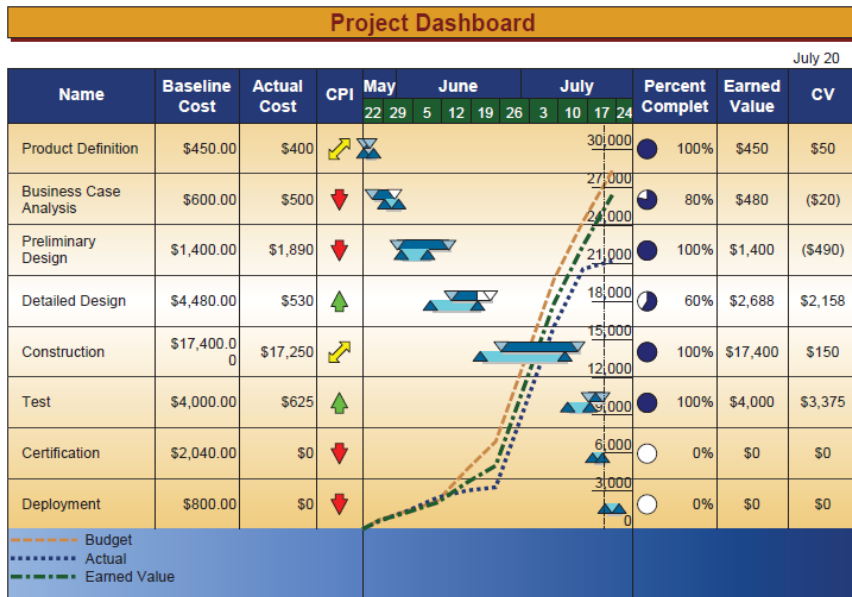 Project Dashboard
July 20
Name Baseline Cost Actual Cost CPI May June July Percent Complet Earned Value CV
22 29 5 12 19 26 3 10 17 24
Product Definition $450.00 $400 30,000 100% $450 $50
27,000
Business Case Analysis $600.00 $500 80% $480 ($20)
24,000
Preliminary Design $1,400.00 $1,890 21,000 100% $1,400 ($490)
Detailed Design $4,480.00 $530 18,000 60% $2,688 $2,158
15,000
Construction $17,400.00 $17,250 100% $17,400 $150
12,000
Test $4,000.00 $625 9,000 100% $4,000 $3,375
Certification $2,040.00 $0 6,000 0% $0 $0
3,000
Deployment $800.00 $0 0% $0 $0
0
Budget
Actual
Earned Value